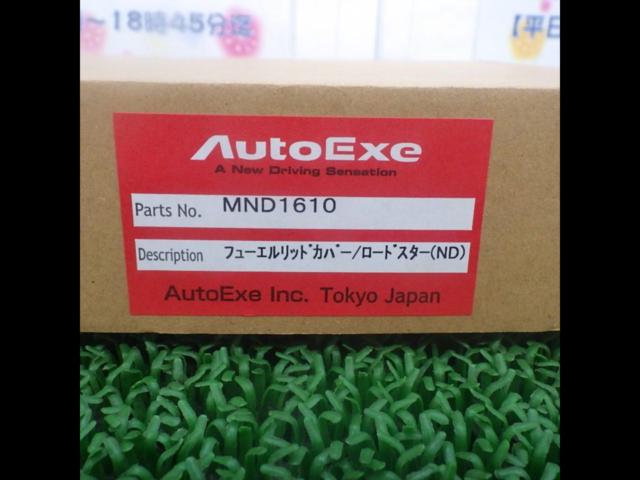 ～18時45分迄
【平日
AutoExe
A New Driving Sensation
Parts No. MND1610
Description フューエルリッドカバー/ロードスター(ND)
AutoExe Inc. Tokyo Japan